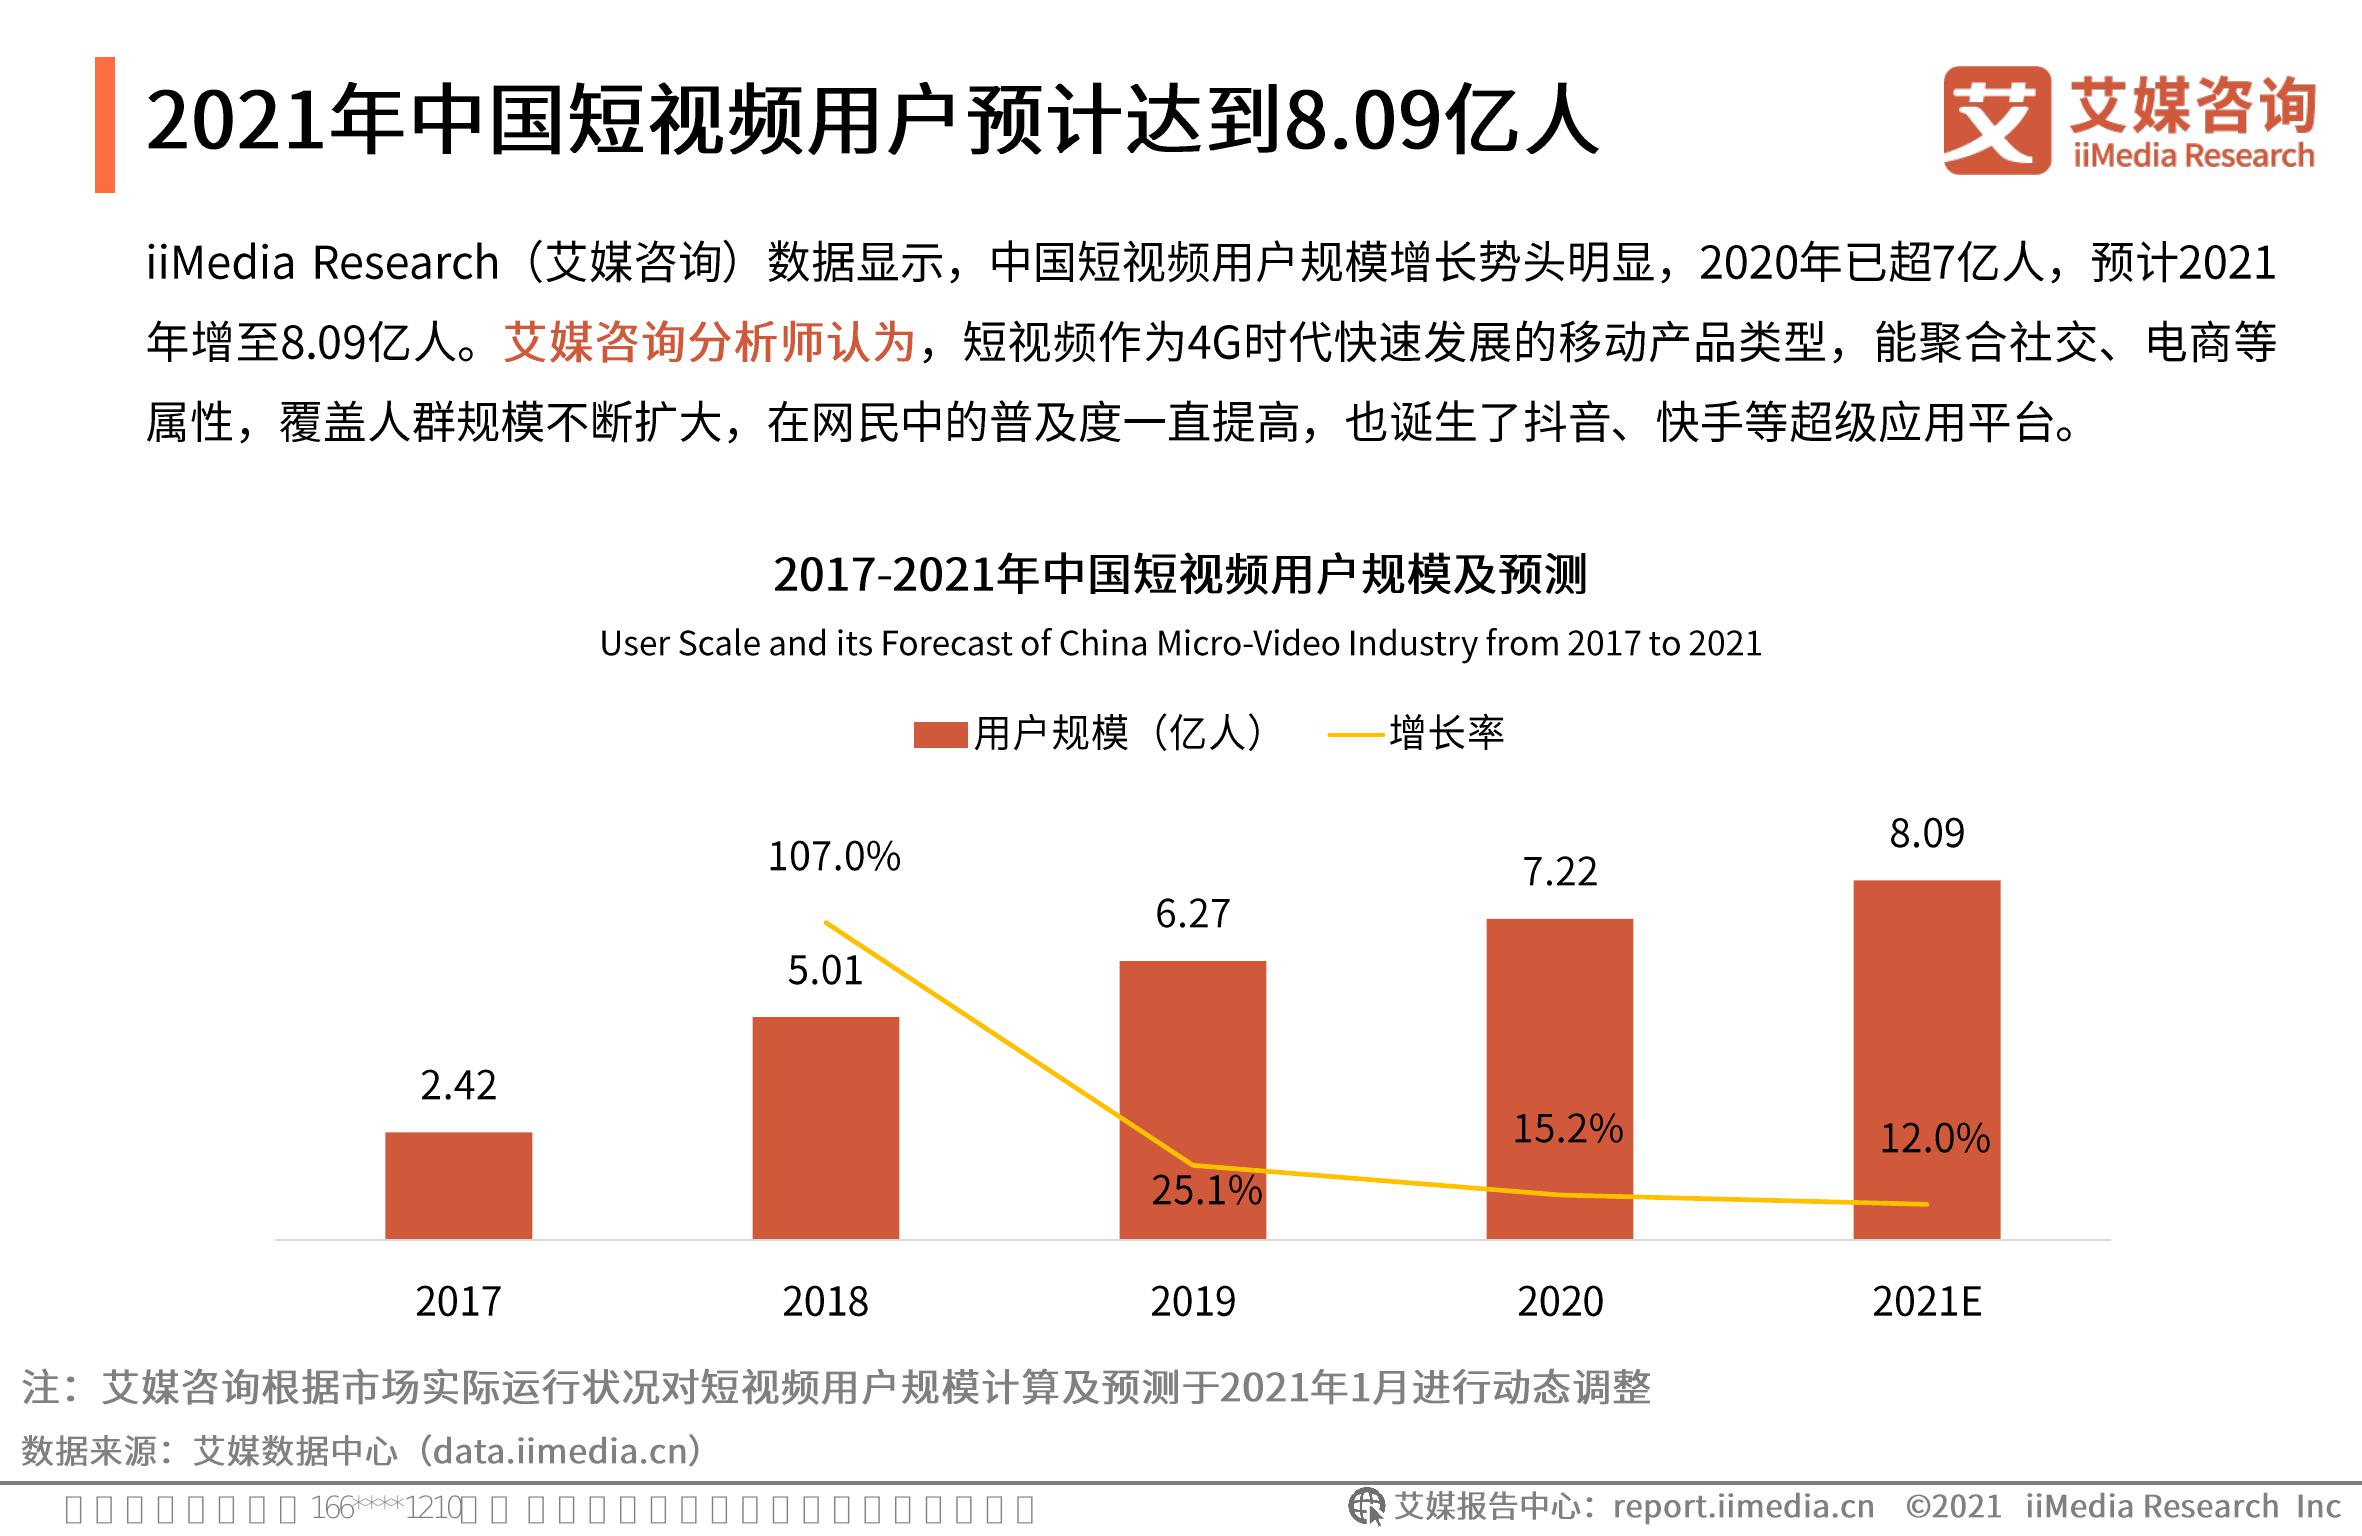 2021年中国短视频用户预计达到8.09亿人
艾
艾媒咨询
iiMedia Research
iiMedia Research（艾媒咨询）数据显示，中国短视频用户规模增长势头明显，2020年已超7亿人，预计2021
年增至8.09亿人。艾媒咨询分析师认为，短视频作为4G时代快速发展的移动产品类型，能聚合社交、电商等
属性，覆盖人群规模不断扩大，在网民中的普及度一直提高，也诞生了抖音、快手等超级应用平台。
2017-2021年中国短视频用户规模及预测
User Scale and its Forecast of China Micro-Video Industry from 2017 to 2021
用户规模（亿人） 增长率
8.09
107.0%
7.22
6.27
5.01
2.42
15.2%
12.0%
25.1%
2017 2018 2019 2020 2021E
注：艾媒咨询根据市场实际运行状况对短视频用户规模计算及预测于2021年1月进行动态调整
数据来源：艾媒数据中心（data.iimedia.cn）
166****1210
艾媒报告中心：report.iimedia.cn ©2021 iiMedia Research Inc